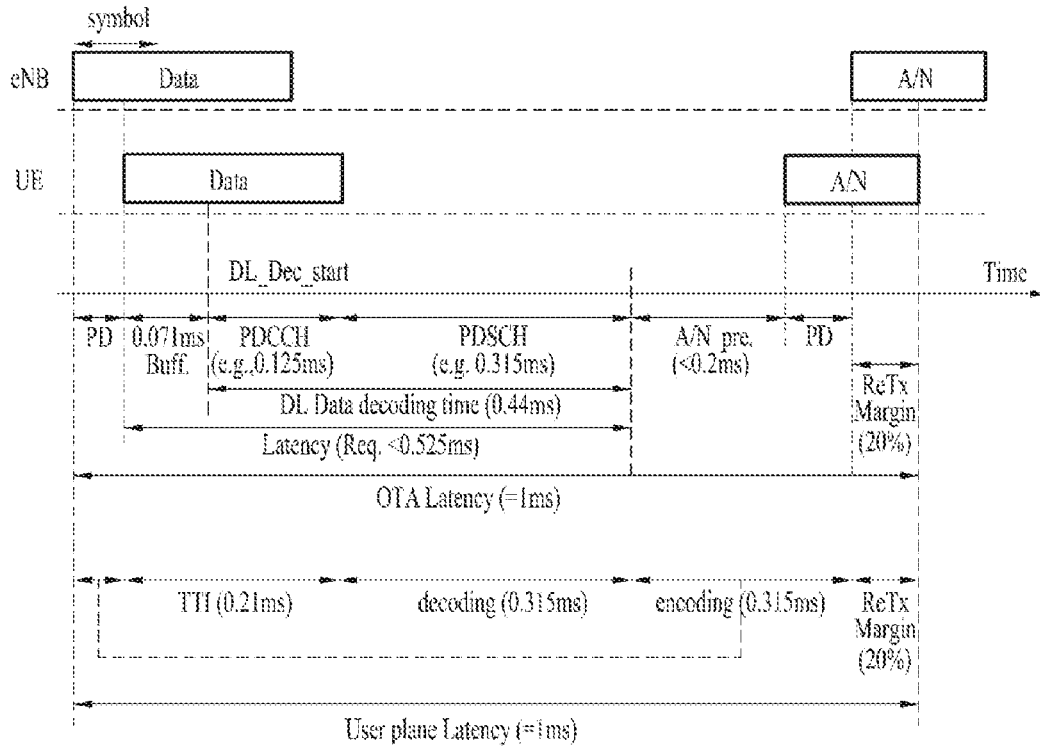 symbol
eNB
Data
A/N
UE
Data
A/N
DL_Dec_start
Time
PD
0.071ms
Buff.
PDCCH
(e.g.,0.125ms)
PDSCH
(e.g. 0.315ms)
A/N pre.
(<0.2ms)
PD
ReTx
Margin
(20%)
DL Data decoding time (0.44ms)
Latency (Req. <0.525ms)
OTA Latency (=1ms)
TTI (0.21ms)
decoding (0.315ms)
encoding (0.315ms)
ReTx
Margin
(20%)
User plane Latency (=1ms)